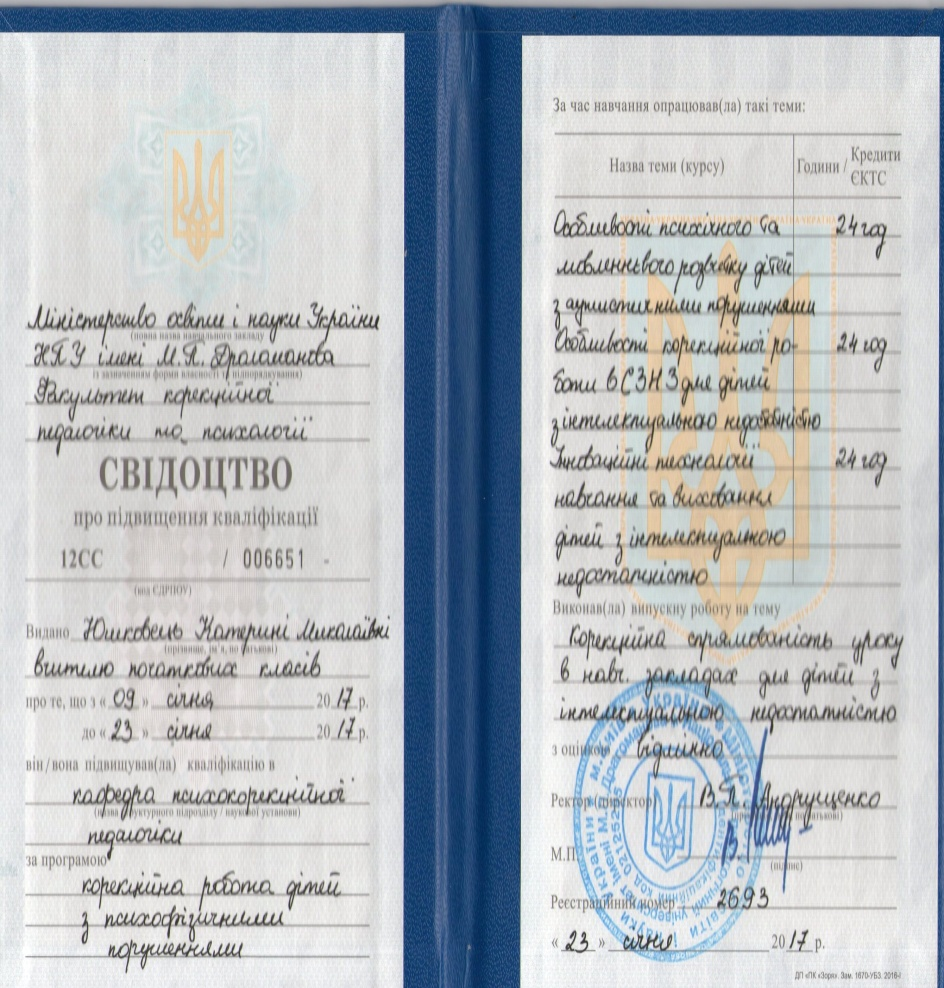 Міністерство освіти і науки України
(повна назва навчального закладу
НПУ імені М.П. Драгоманова
із зазначенням форми власності та підпорядкування)
Факультет корекційної
педагогіки та психології
СВІДОЦТВО
про підвищення кваліфікації
12СС / 006651 -
(код ЄДРПОУ)
Видано Юшковець Катерині Миколаївні
(прізвище, ім'я, по батькові)
вчителю початкових класів
про те, що з « 09 » січня 20 17 р.
до « 23 » січня 20 17 р.
він/вона підвищував(ла) кваліфікацію в
кафедра психокорекційної
(назва структурного підрозділу / наукової установи)
педагогіки
за програмою
корекційна робота дітей
з психофізичними
порушеннями
За час навчання опрацював(ла) такі теми:
Назва теми (курсу) Години / Кредити ЄКТС
Особливості психічного та 24 год
мовленнєвого розвитку дітей
з аутистичними порушеннями
Особливості корекційної ро- 24 год
боти в СЗНЗ для дітей
з інтелектуальною недостатністю
Інноваційні технології 24 год
навчання та виховання
дітей з інтелектуальною
недостатністю
Виконав(ла) випускну роботу на тему
Корекційна спрямованість уроку
в навч. закладах для дітей з
інтелектуальною недостатністю
з оцінкою відмінно
Ректор (директор) В.П. Андрущенко
М.П.
(підпис)
Реєстраційний номер 2693
« 23 » січня 20 17 р.
ДП «ПК «Зоря». Зам. 1670-УБЗ. 2016-